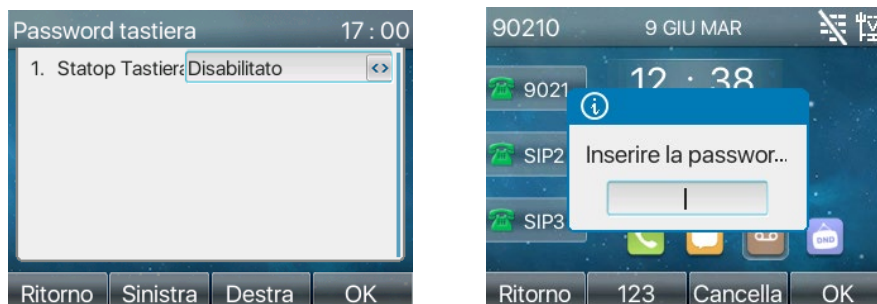 Password tastiera 17 : 00
1. Statop Tastiera Disabilitato <>
Ritorno Sinistra Destra OK
90210 9 GIU MAR
9021
12 : 38
SIP2
SIP3
Inserire la passwor...
DND
Ritorno 123 Cancella OK